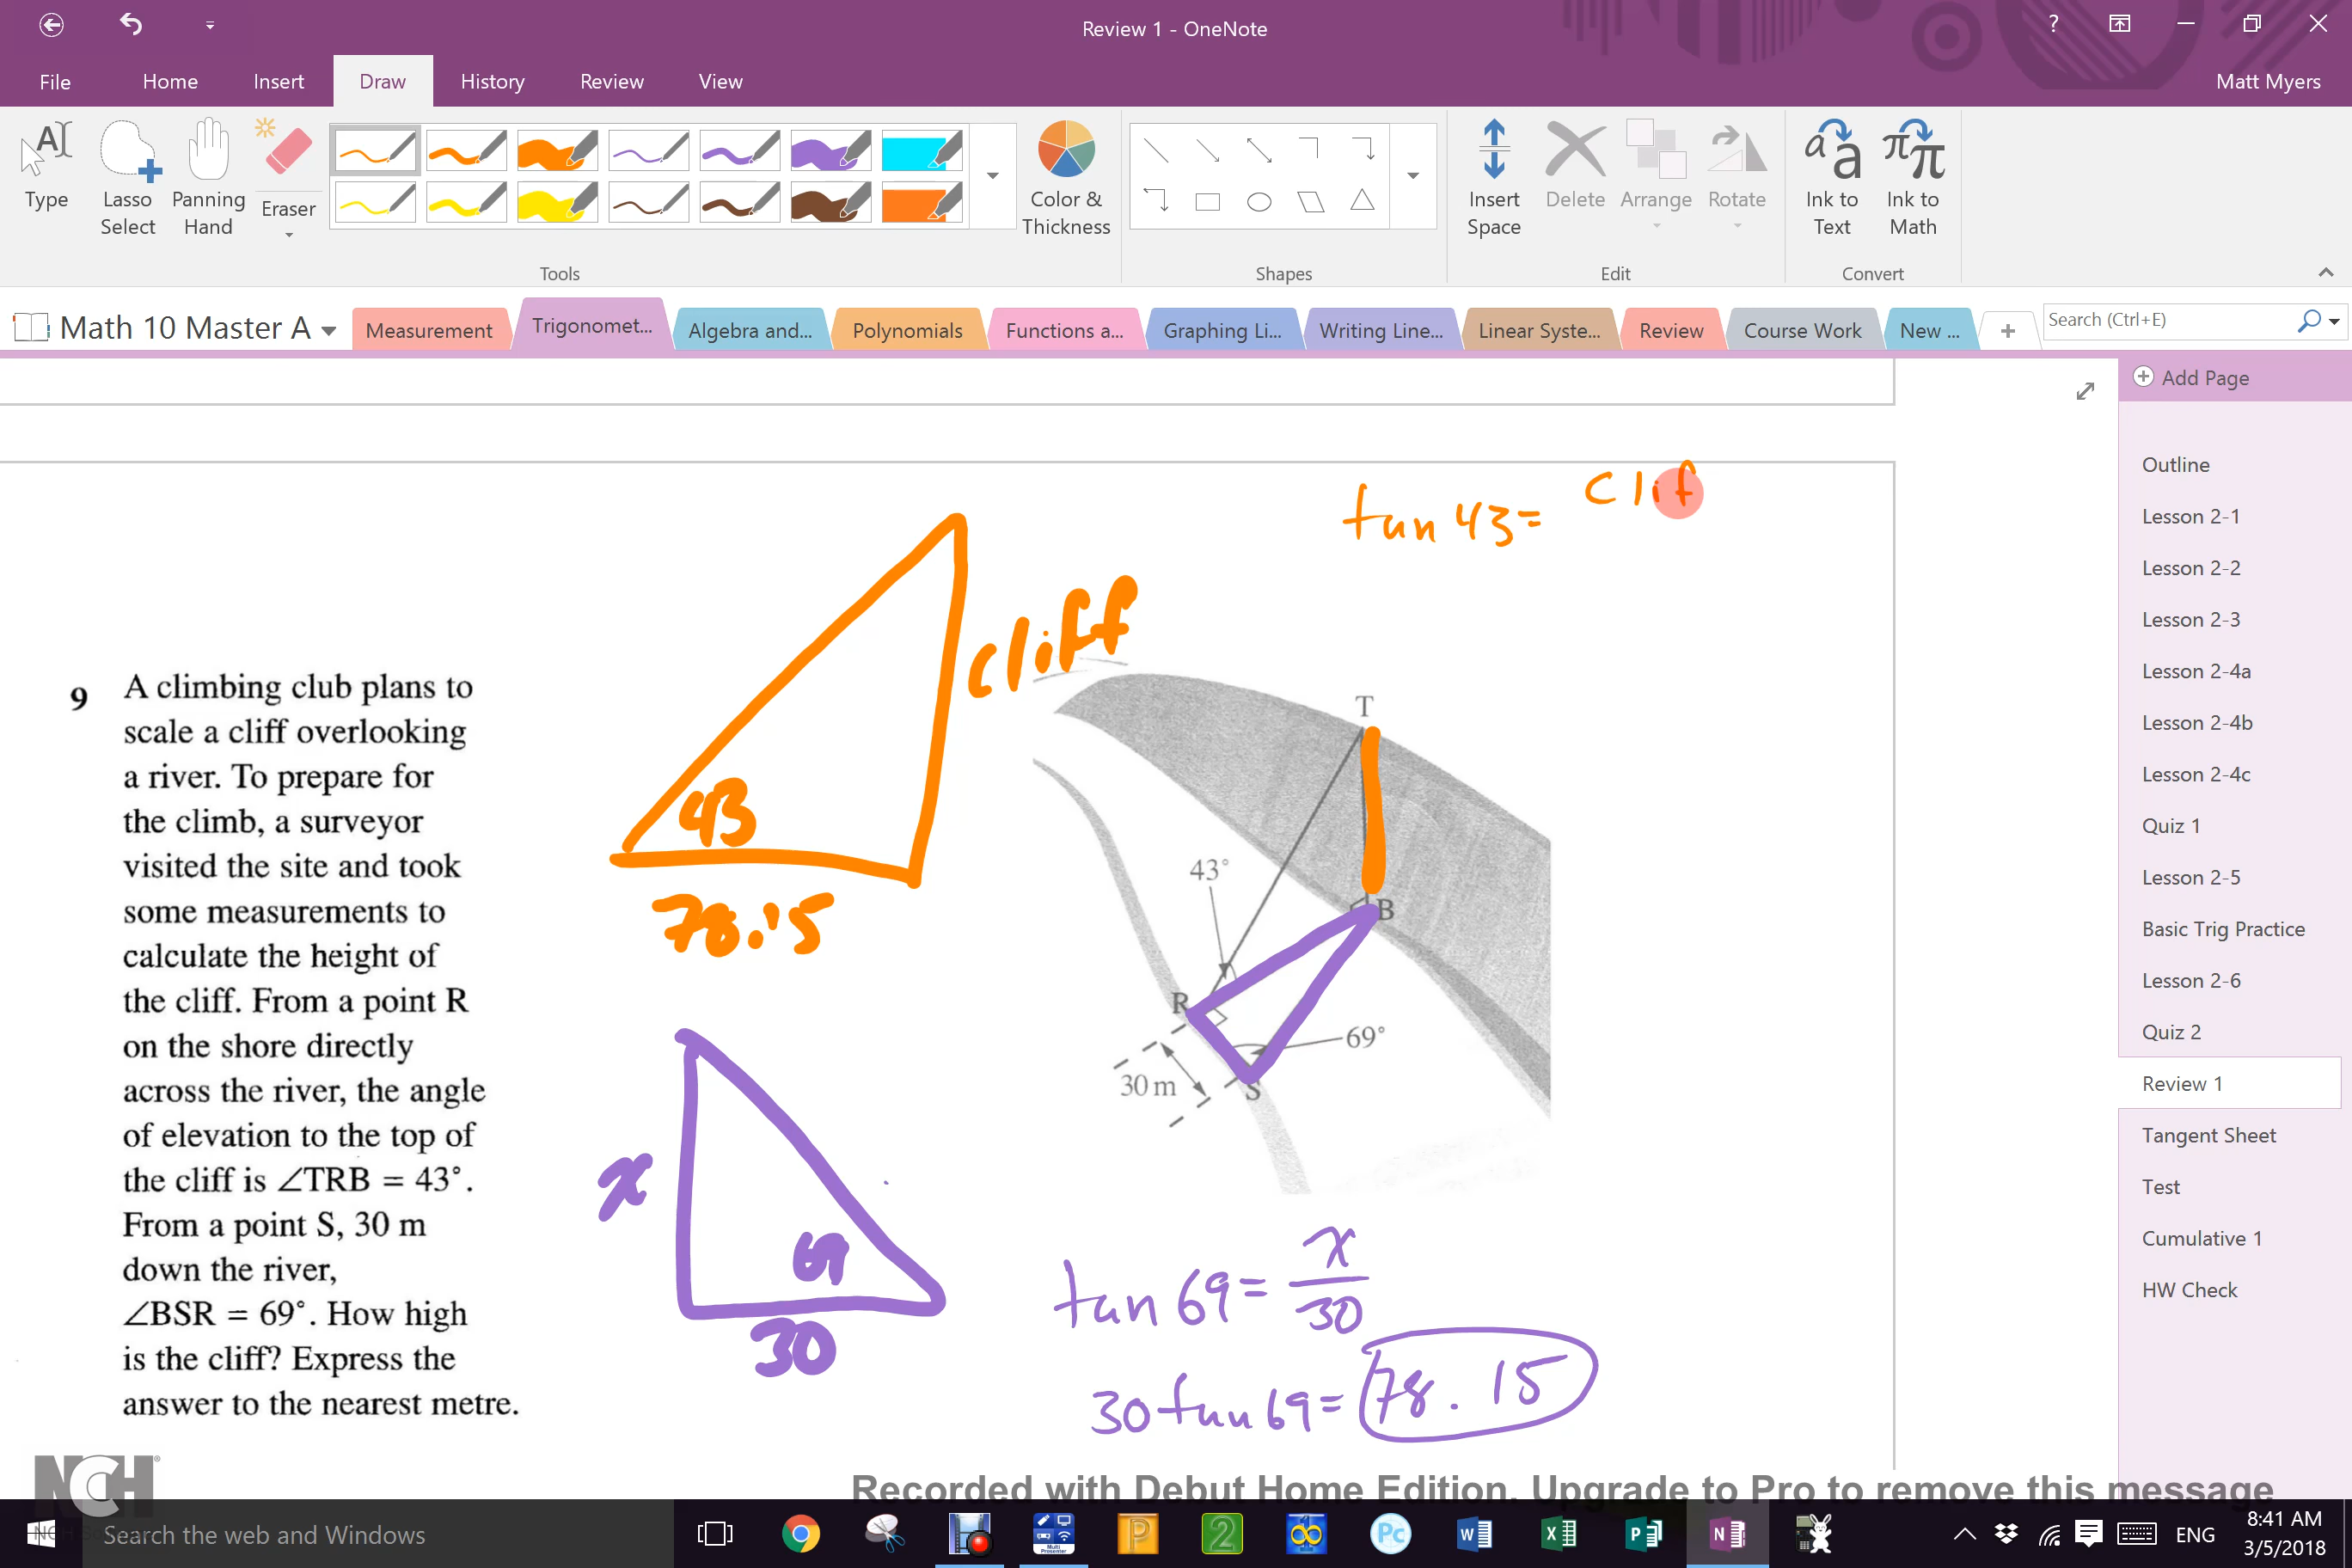 Review 1 - OneNote
?
File
Home
Insert
Draw
History
Review
View
Matt Myers
Type
Lasso Select
Panning Hand
Eraser
Color & Thickness
Insert Space
Delete
Arrange
Rotate
Ink to Text
Ink to Math
Tools
Shapes
Edit
Convert
Math 10 Master A
Measurement
Trigonomet...
Algebra and...
Polynomials
Functions a...
Graphing Li...
Writing Line...
Linear Syste...
Review
Course Work
New ...
Search (Ctrl+E)
Add Page
Outline
Lesson 2-1
Lesson 2-2
Lesson 2-3
Lesson 2-4a
Lesson 2-4b
Lesson 2-4c
Quiz 1
Lesson 2-5
Basic Trig Practice
Lesson 2-6
Quiz 2
Review 1
Tangent Sheet
Test
Cumulative 1
HW Check
tan 43 = clif
cliff
43
78.15
9 A climbing club plans to
scale a cliff overlooking
a river. To prepare for
the climb, a surveyor
visited the site and took
some measurements to
calculate the height of
the cliff. From a point R
on the shore directly
across the river, the angle
of elevation to the top of
the cliff is ∠TRB = 43°.
From a point S, 30 m
down the river,
∠BSR = 69°. How high
is the cliff? Express the
answer to the nearest metre.
T
43°
B
R
69°
30 m
S
x
69
30
tan 69 = x/30
30 tan 69 = 78.15
NCH
Recorded with Debut Home Edition. Upgrade to Pro to remove this message
Search the web and Windows
ENG
8:41 AM
3/5/2018